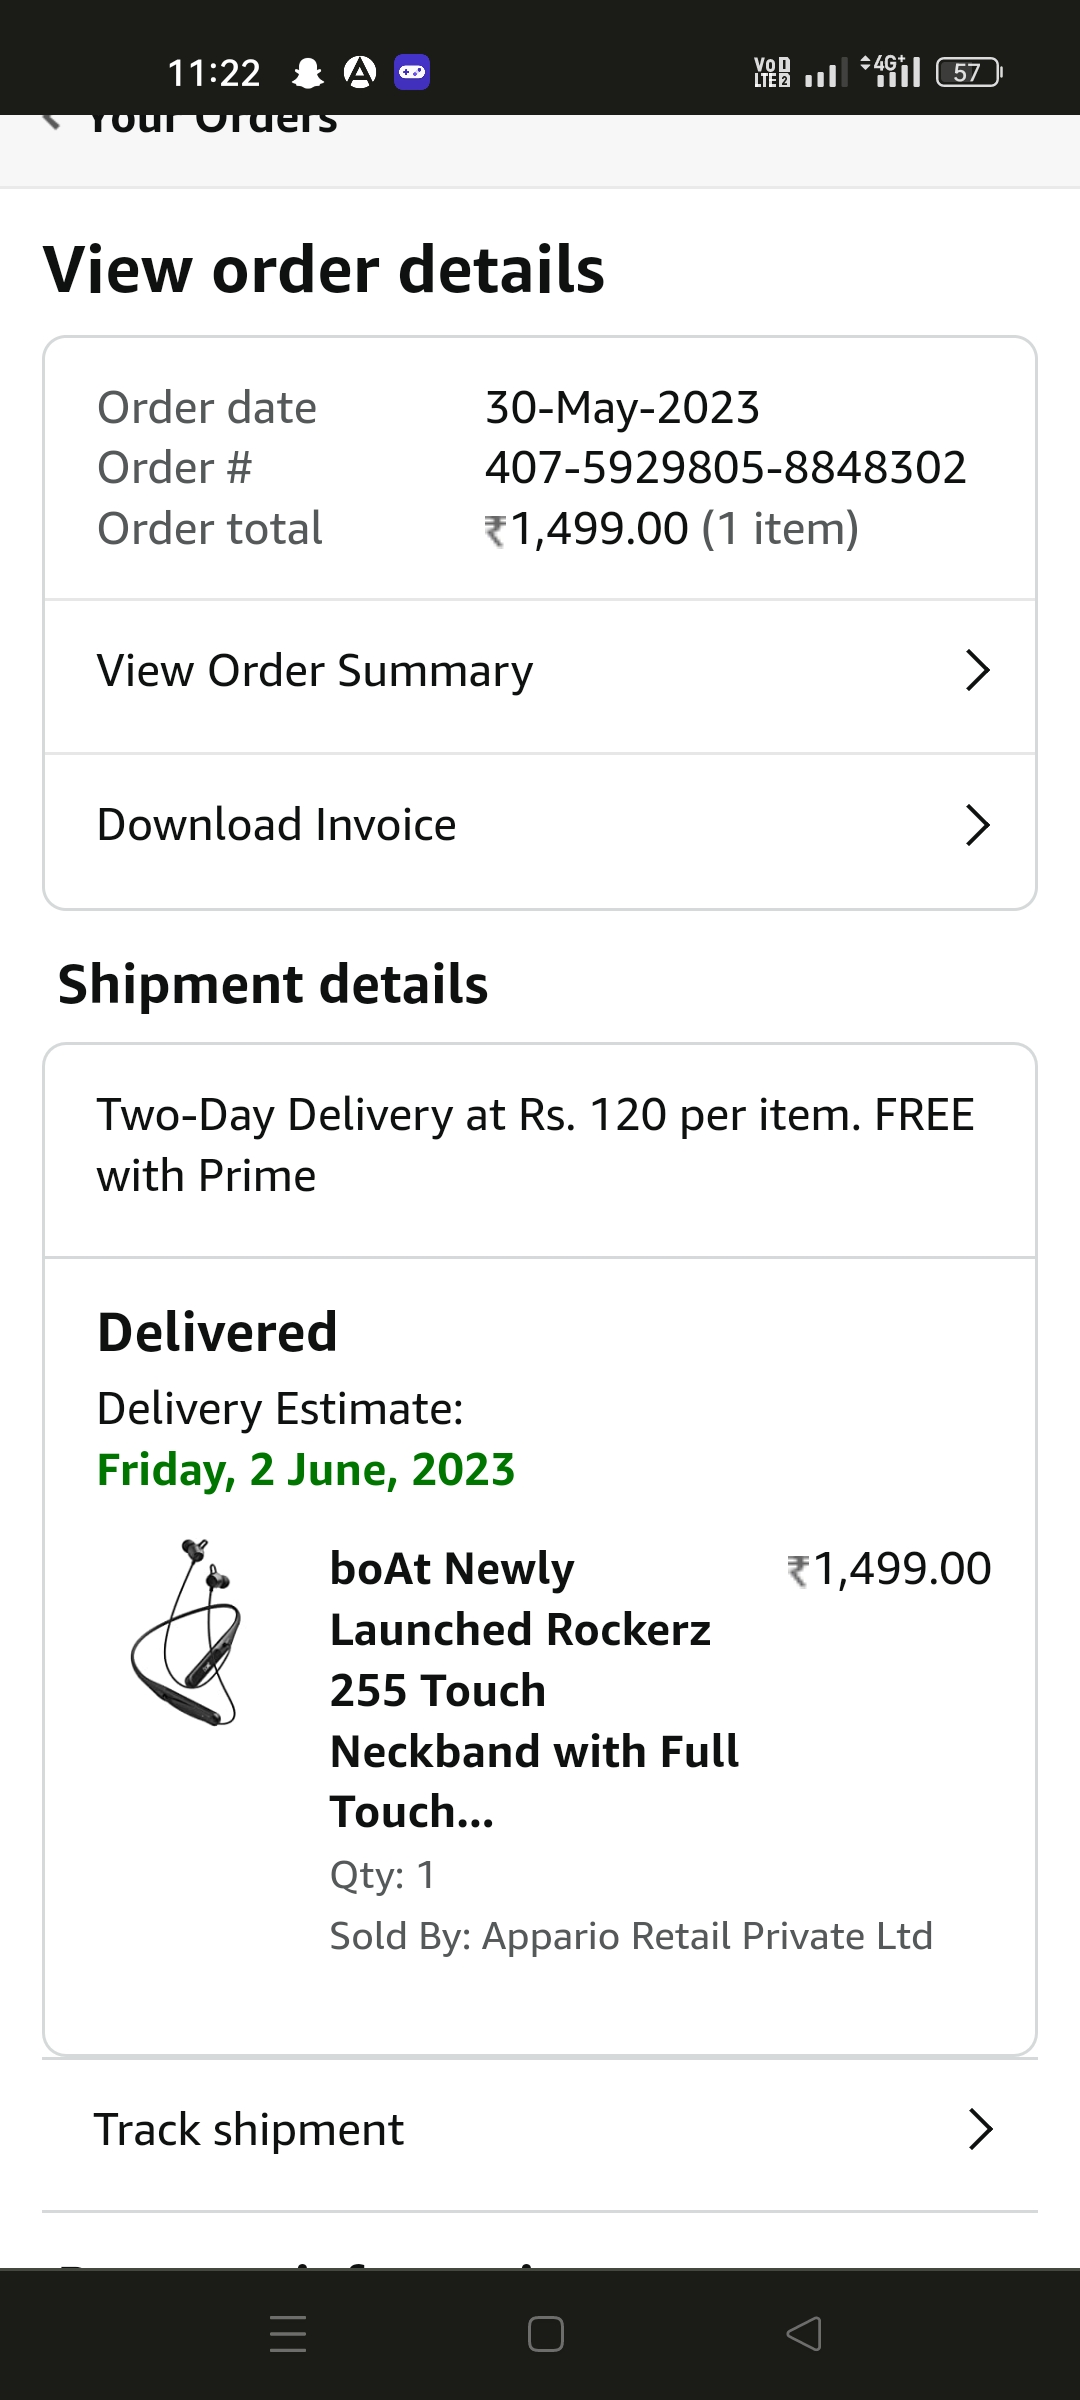 11:22
VoD LTE2
4G+
57
Your Orders
View order details
Order date 30-May-2023
Order # 407-5929805-8848302
Order total ₹1,499.00 (1 item)
View Order Summary
Download Invoice
Shipment details
Two-Day Delivery at Rs. 120 per item. FREE
with Prime
Delivered
Delivery Estimate:
Friday, 2 June, 2023
boAt Newly ₹1,499.00
Launched Rockerz
255 Touch
Neckband with Full
Touch...
Qty: 1
Sold By: Appario Retail Private Ltd
Track shipment